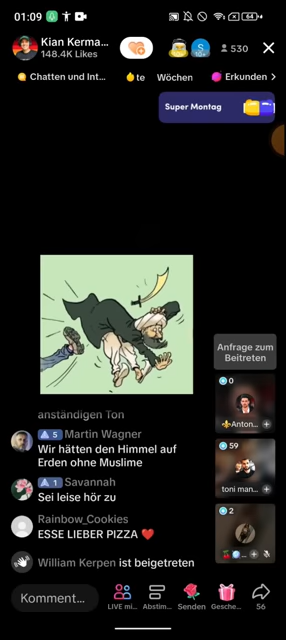 01:09
64
Kian Kerma...
148.4K Likes
S
10+
530
Chatten und Int...
te
Wöchen
Erkunden
Super Montag
Anfrage zum
Beitreten
0
Anton...
59
toni man...
2
anständigen Ton
5 Martin Wagner
Wir hätten den Himmel auf
Erden ohne Muslime
1 Savannah
Sei leise hör zu
Rainbow_Cookies
ESSE LIEBER PIZZA ❤️
William Kerpen ist beigetreten
Komment...
LIVE mi...
Abstim...
Senden
Gesche...
56